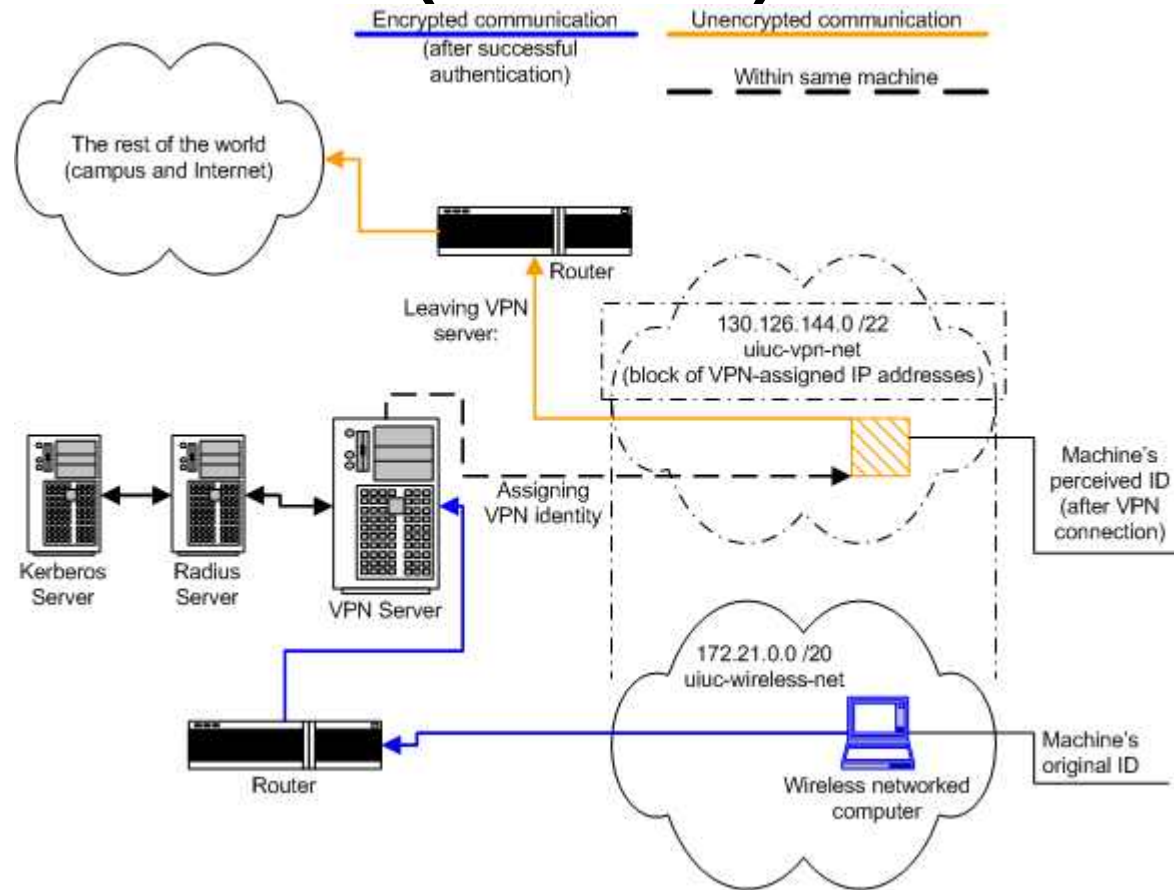 Encrypted communication
(after successful
authentication)
Unencrypted communication
Within same machine
The rest of the world
(campus and Internet)
Router
Leaving VPN
server:
130.126.144.0 /22
uiuc-vpn-net
(block of VPN-assigned IP addresses)
Machine's
perceived ID
(after VPN
connection)
Assigning
VPN identity
Kerberos
Server
Radius
Server
VPN Server
172.21.0.0 /20
uiuc-wireless-net
Router
Wireless networked
computer
Machine's
original ID